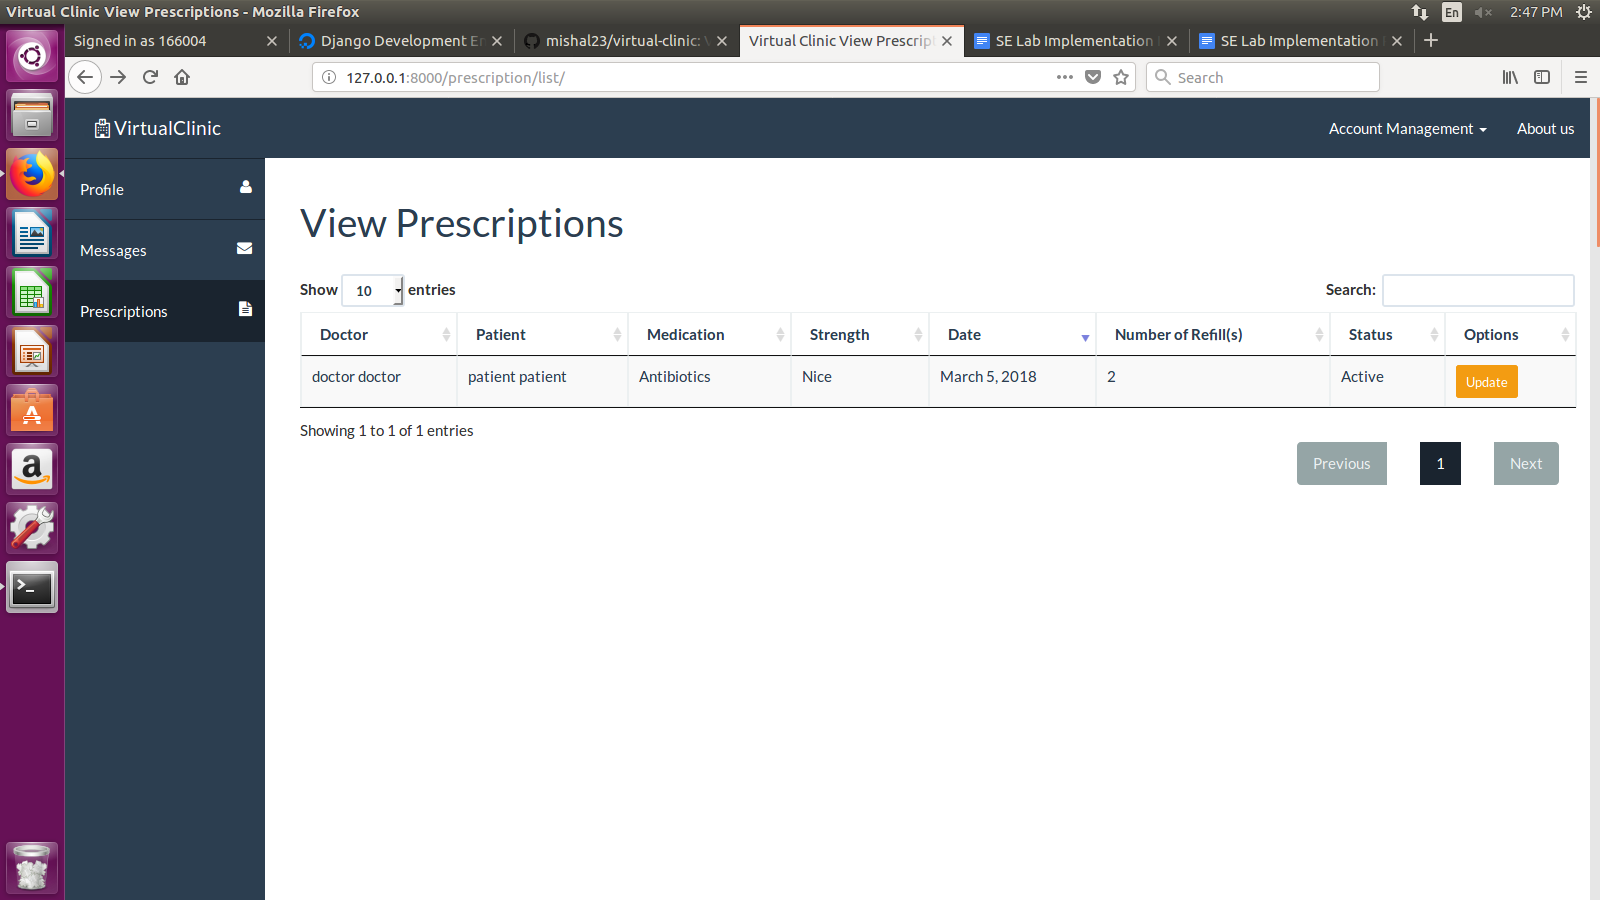 Virtual Clinic View Prescriptions - Mozilla Firefox
En
2:47 PM
Signed in as 166004
Django Development En
mishal23/virtual-clinic: V
Virtual Clinic View Prescrip
SE Lab Implementation
SE Lab Implementation
127.0.0.1:8000/prescription/list/
Search
VirtualClinic
Account Management
About us
Profile
Messages
Prescriptions
View Prescriptions
Show 10 entries
Search:
Doctor Patient Medication Strength Date Number of Refill(s) Status Options
doctor doctor patient patient Antibiotics Nice March 5, 2018 2 Active Update
Showing 1 to 1 of 1 entries
Previous 1 Next